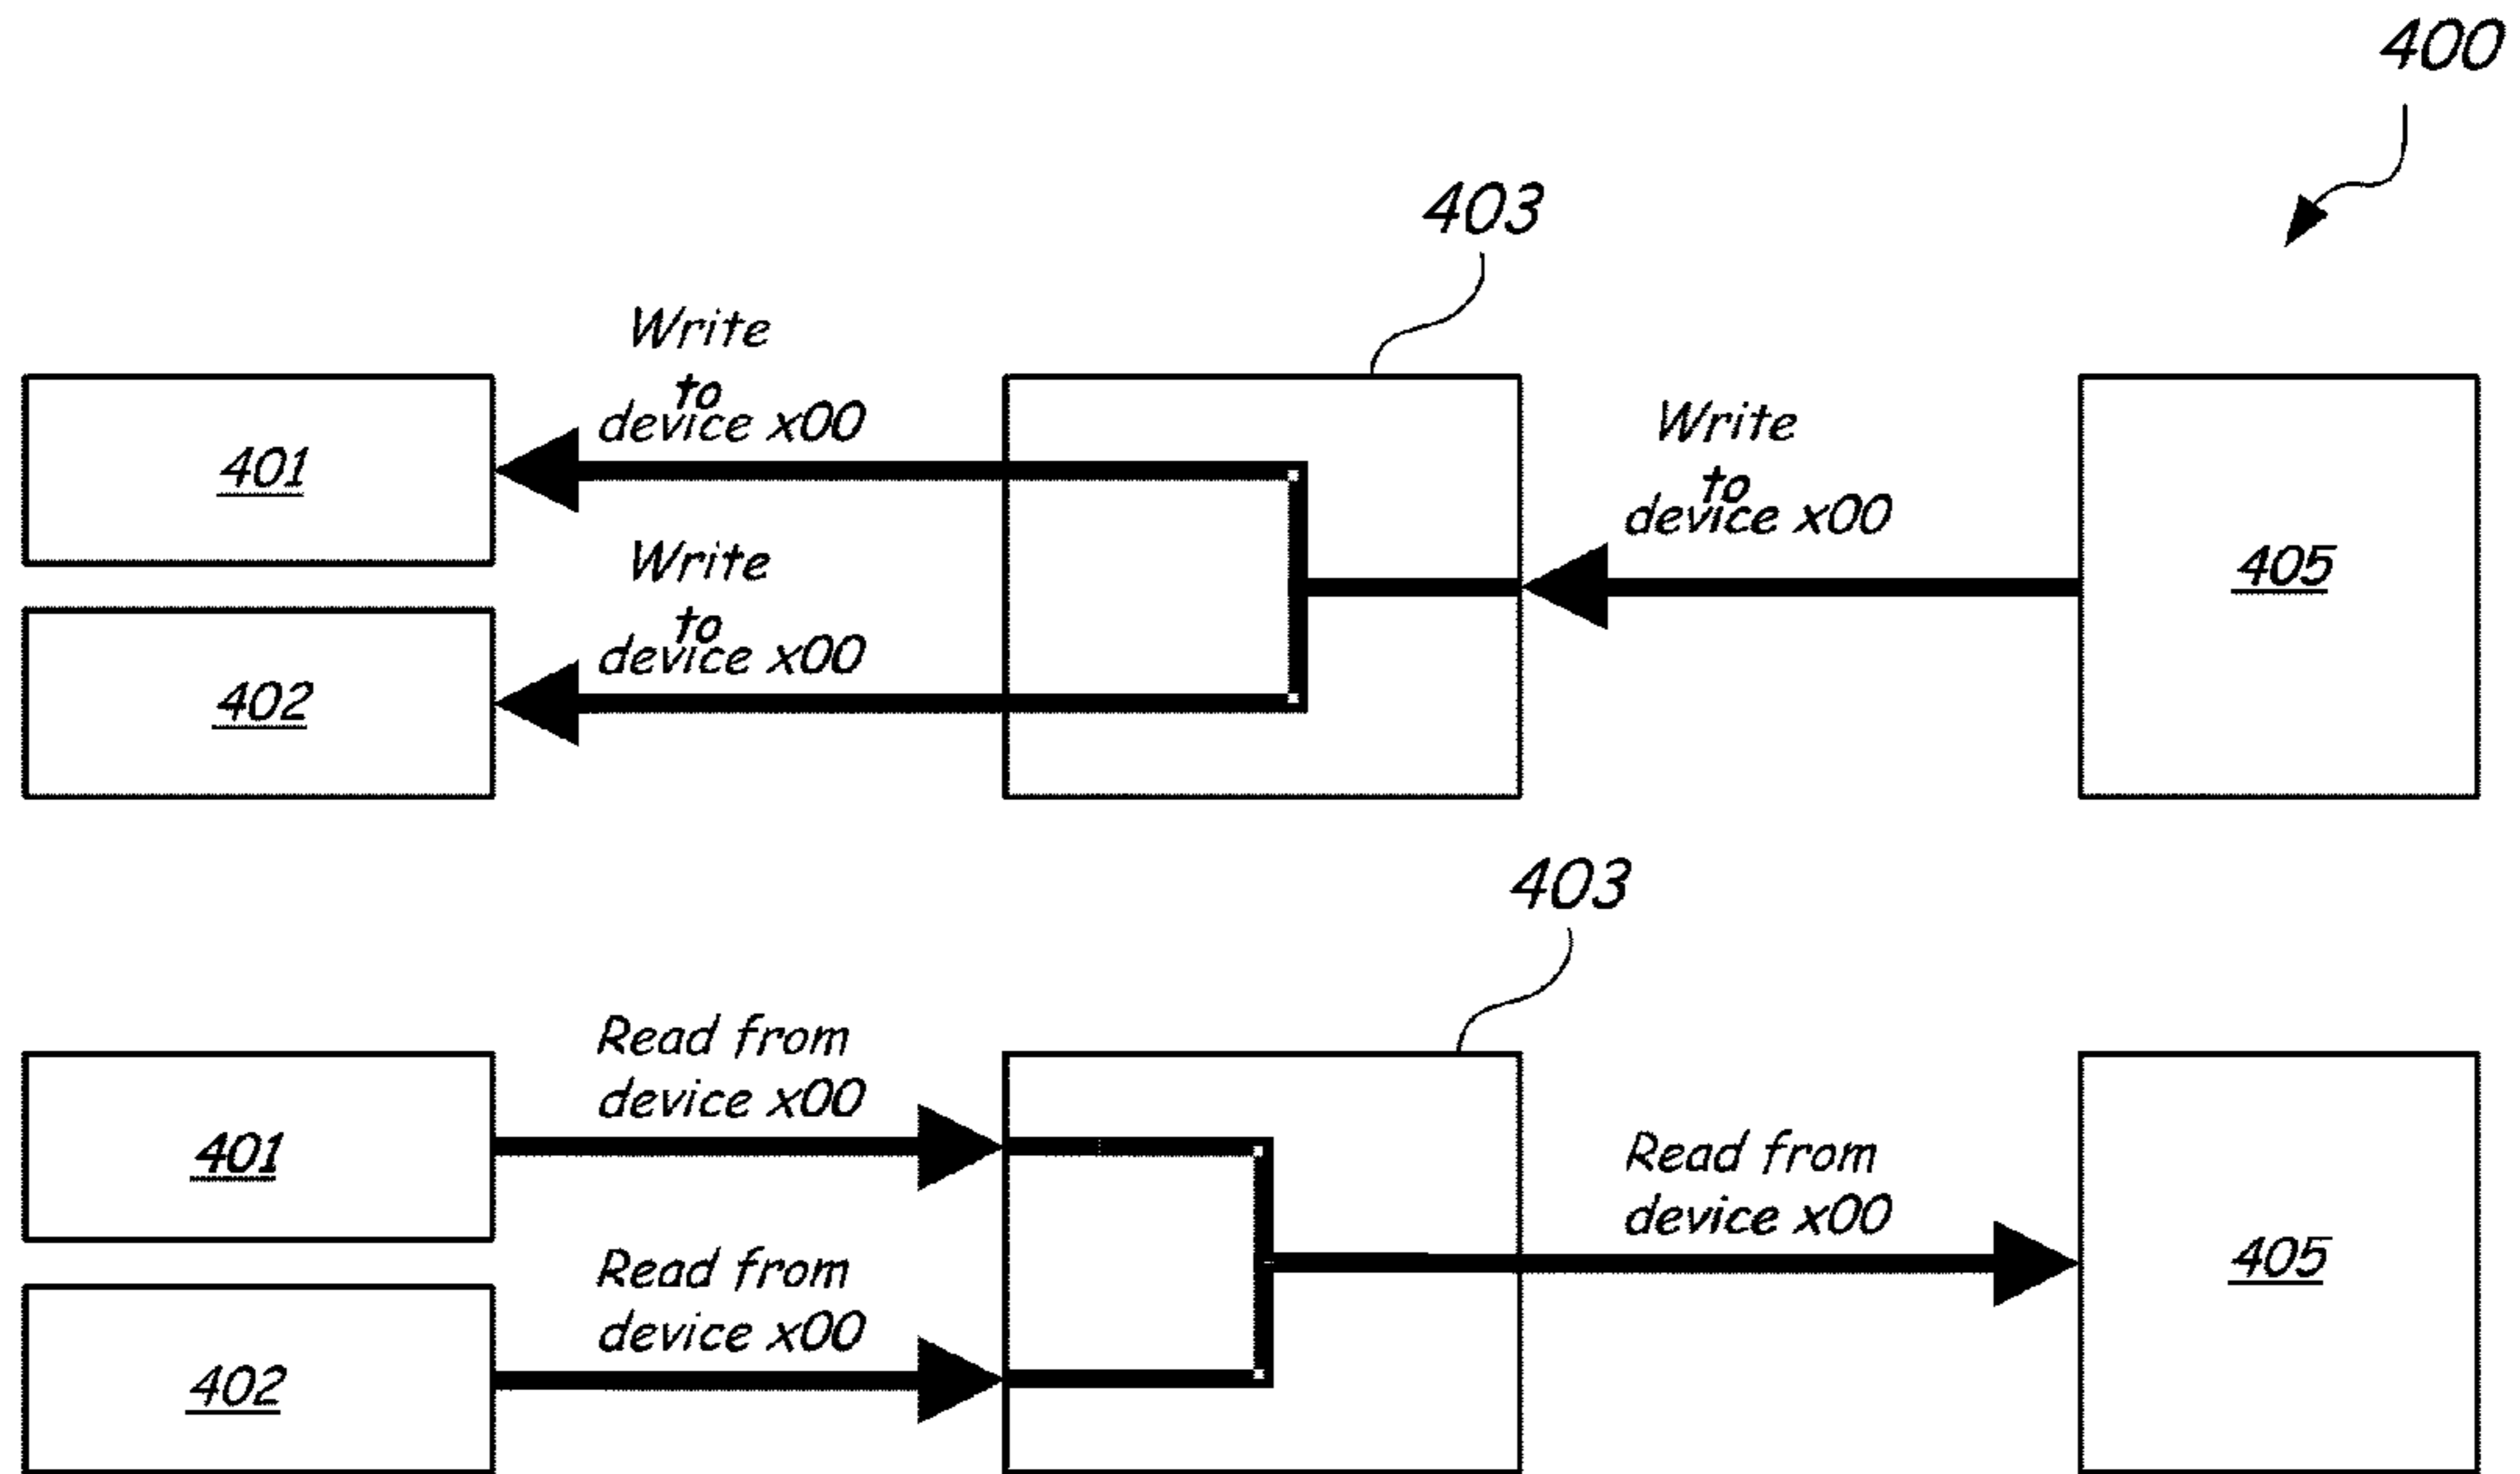 400
403
Write
to
device x00
401
Write
to
device x00
405
Write
to
device x00
402
403
Read from
device x00
401
Read from
device x00
405
Read from
device x00
402